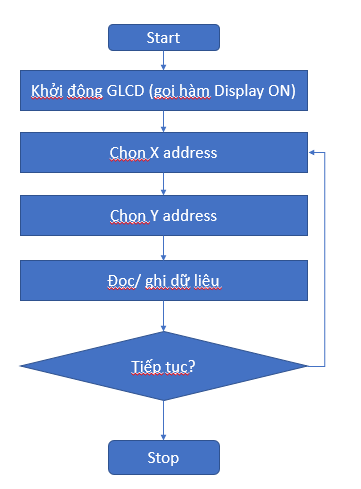 Start
Khởi động GLCD (gọi hàm Display ON)
Chọn X address
Chọn Y address
Đọc/ ghi dữ liệu
Tiếp tục?
Stop